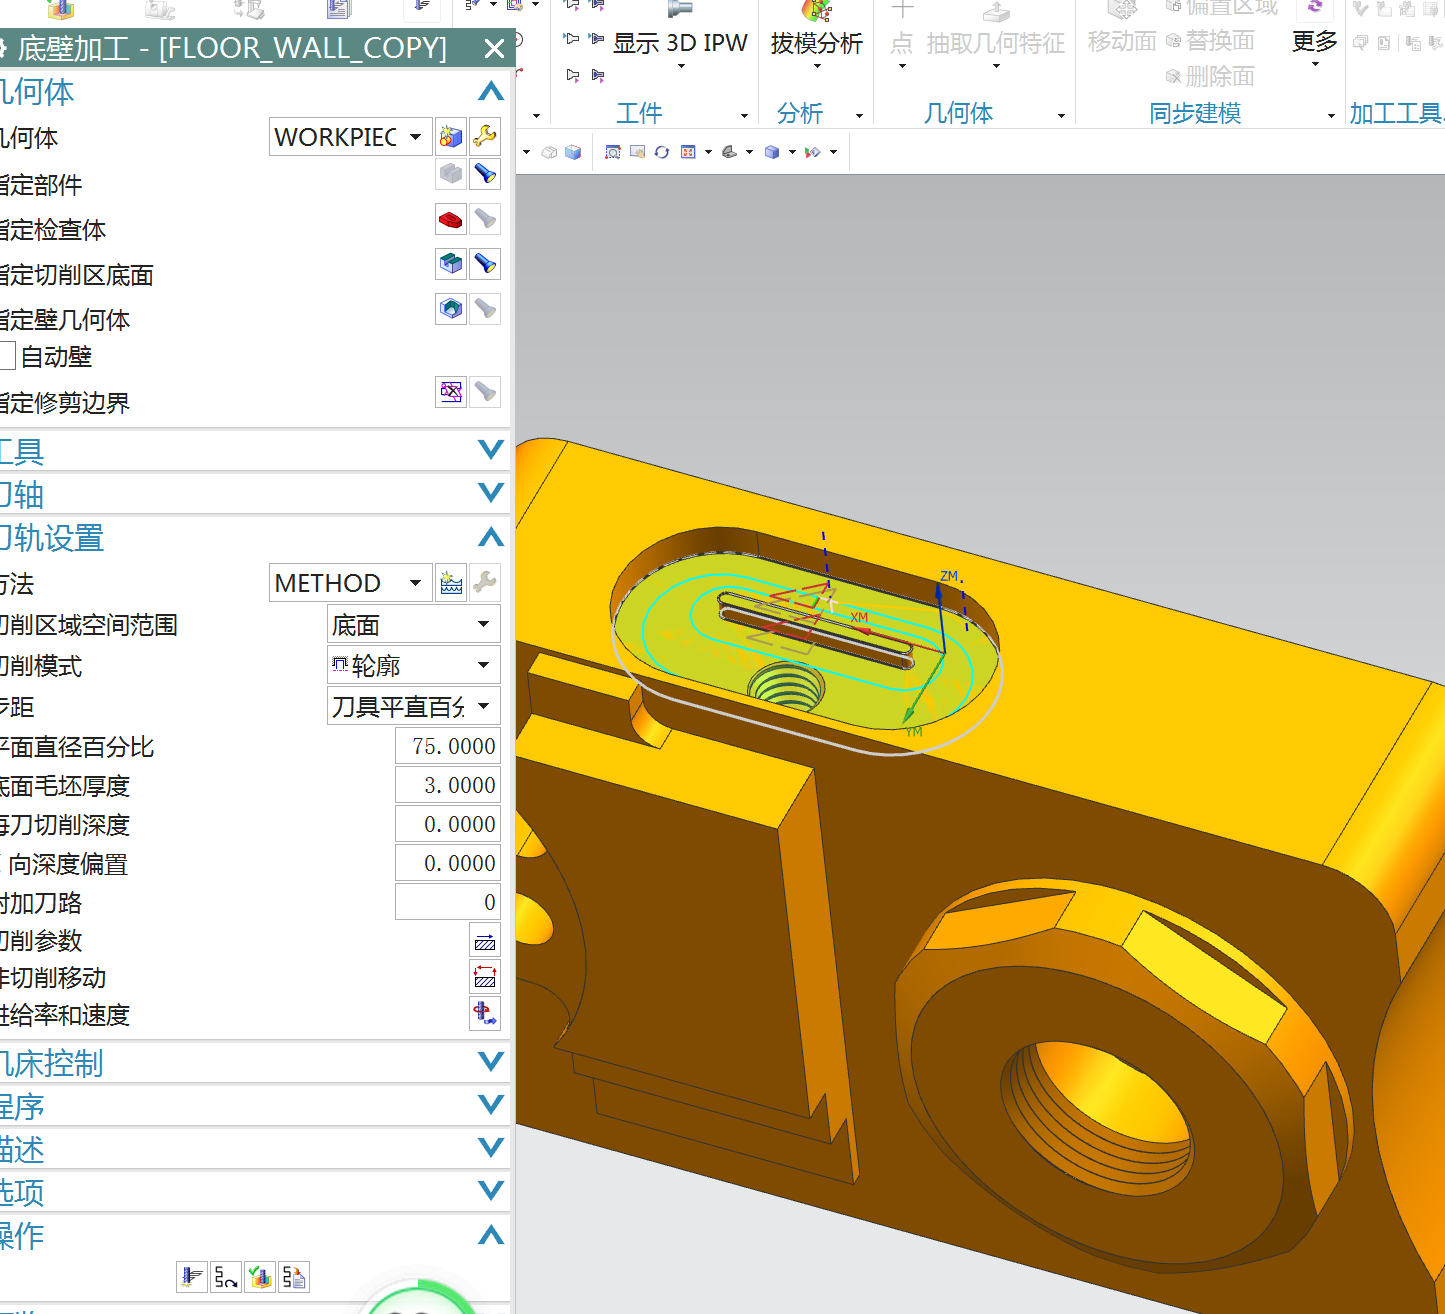 底壁加工 - [FLOOR_WALL_COPY]
偏置区域
显示 3D IPW
拔模分析
点
抽取几何特征
移动面
替换面
删除面
更多
工件
分析
几何体
同步建模
加工工具
几何体
几何体
WORKPIEC
指定部件
指定检查体
指定切削区底面
指定壁几何体
自动壁
指定修剪边界
工具
刀轴
刀轨设置
方法
METHOD
切削区域空间范围
底面
切削模式
轮廓
步距
刀具平直百分
平面直径百分比
75.0000
底面毛坯厚度
3.0000
每刀切削深度
0.0000
向深度偏置
0.0000
附加刀路
0
切削参数
非切削移动
进给率和速度
机床控制
程序
描述
选项
操作
ZM
XM
YM